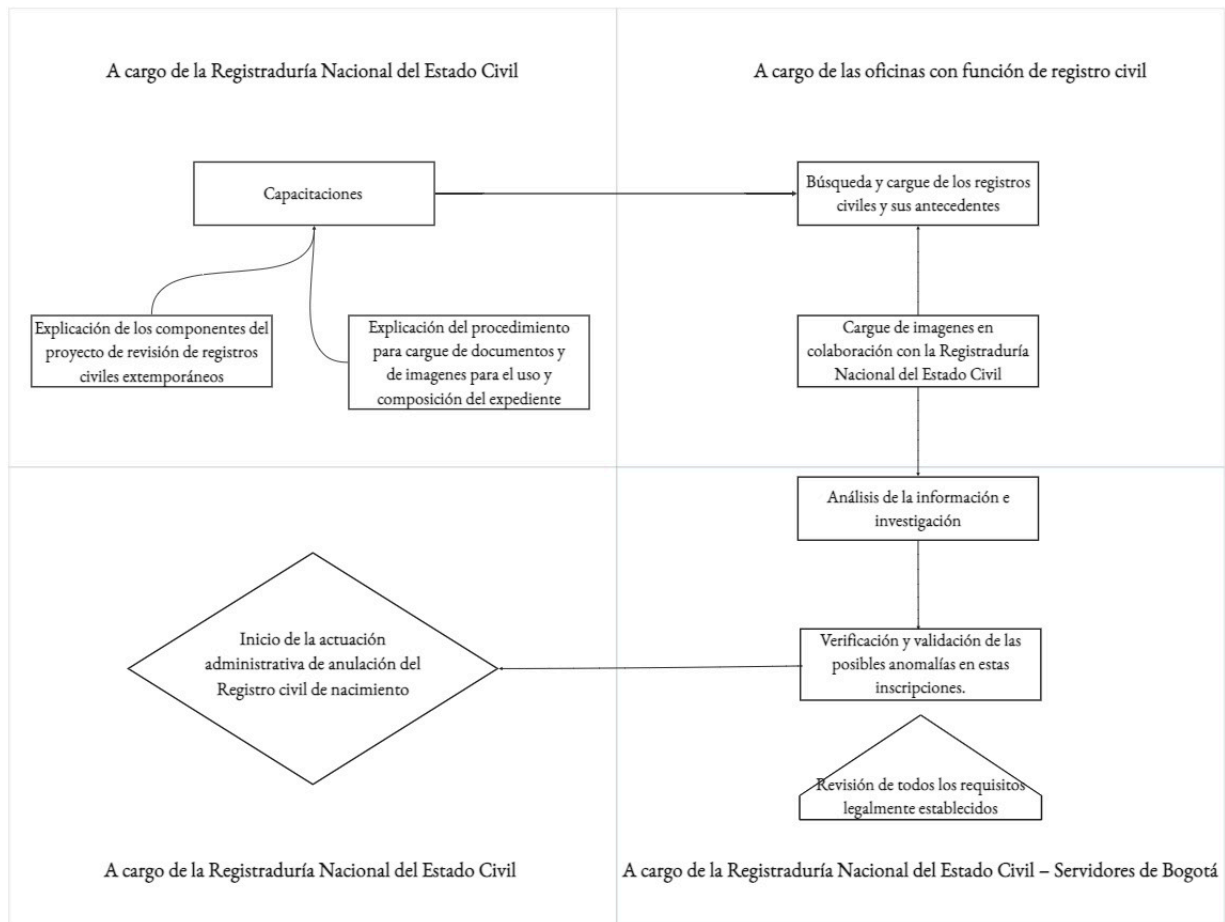 A cargo de la Registraduría Nacional del Estado Civil
A cargo de las oficinas con función de registro civil
Capacitaciones
Búsqueda y cargue de los registros
civiles y sus antecedentes
Explicación de los componentes del
proyecto de revisión de registros
civiles extemporáneos
Explicación del procedimiento
para cargue de documentos y
de imagenes para el uso y
composición del expediente
Cargue de imagenes en
colaboración con la Registraduría
Nacional del Estado Civil
Análisis de la información e
investigación
Inicio de la actuación
administrativa de anulación del
Registro civil de nacimiento
Verificación y validación de las
posibles anomalías en estas
inscripciones.
Revisión de todos los requisitos
legalmente establecidos
A cargo de la Registraduría Nacional del Estado Civil
A cargo de la Registraduría Nacional del Estado Civil – Servidores de Bogotá